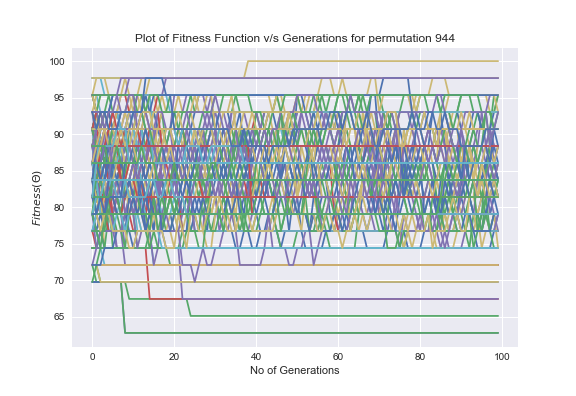 Plot of Fitness Function v/s Generations for permutation 944
100
95
90
85
80
75
70
65
Fitness(Θ)
0 20 40 60 80 100
No of Generations